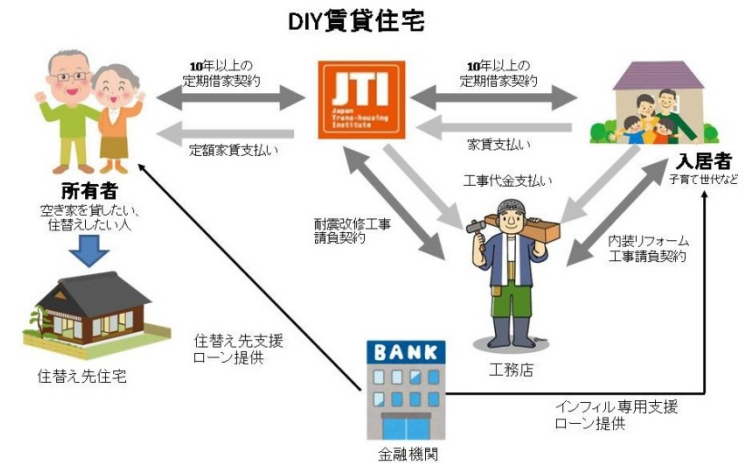 DIY賃貸住宅
10年以上の
定期借家契約
JTI
Japan
Trans-housing
Institute
10年以上の
定期借家契約
定額家賃支払い
家賃支払い
所有者
空き家を貸したい、
住替えしたい人
入居者
子育て世代など
工事代金支払い
耐震改修工事
請負契約
内装リフォーム
工事請負契約
住替え先住宅
住替え先支援
ローン提供
BANK
金融機関
工務店
インフィル専用支援
ローン提供